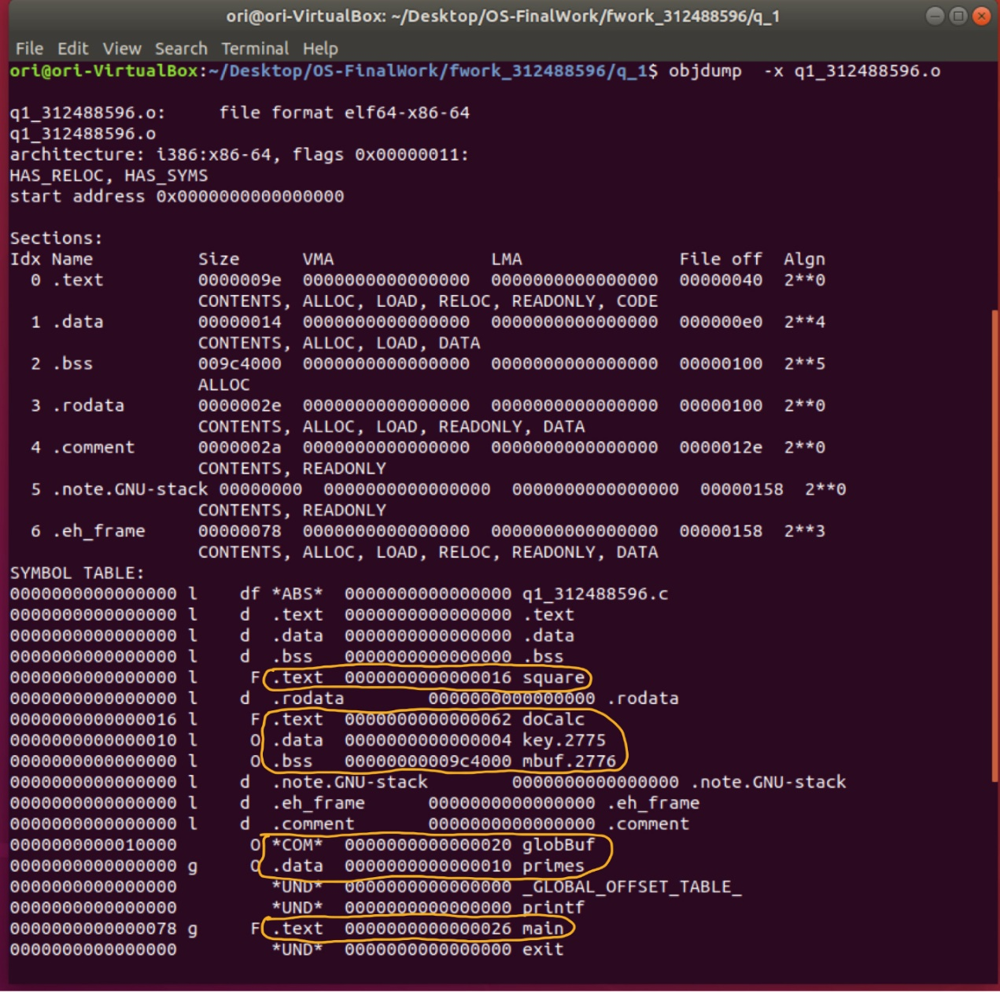 ori@ori-VirtualBox: ~/Desktop/OS-FinalWork/fwork_312488596/q_1
File Edit View Search Terminal Help
ori@ori-VirtualBox:~/Desktop/OS-FinalWork/fwork_312488596/q_1$ objdump  -x q1_312488596.o
q1_312488596.o:     file format elf64-x86-64
q1_312488596.o
architecture: i386:x86-64, flags 0x00000011:
HAS_RELOC, HAS_SYMS
start address 0x0000000000000000
Sections:
Idx Name          Size      VMA               LMA               File off  Algn
  0 .text         0000009e  0000000000000000  0000000000000000  00000040  2**0
                  CONTENTS, ALLOC, LOAD, RELOC, READONLY, CODE
  1 .data         00000014  0000000000000000  0000000000000000  000000e0  2**4
                  CONTENTS, ALLOC, LOAD, DATA
  2 .bss          009c4000  0000000000000000  0000000000000000  00000100  2**5
                  ALLOC
  3 .rodata       0000002e  0000000000000000  0000000000000000  00000100  2**0
                  CONTENTS, ALLOC, LOAD, READONLY, DATA
  4 .comment      0000002a  0000000000000000  0000000000000000  0000012e  2**0
                  CONTENTS, READONLY
  5 .note.GNU-stack 00000000  0000000000000000  0000000000000000  00000158  2**0
                  CONTENTS, READONLY
  6 .eh_frame     00000078  0000000000000000  0000000000000000  00000158  2**3
                  CONTENTS, ALLOC, LOAD, RELOC, READONLY, DATA
SYMBOL TABLE:
0000000000000000 l    df *ABS*  0000000000000000 q1_312488596.c
0000000000000000 l    d  .text  0000000000000000 .text
0000000000000000 l    d  .data  0000000000000000 .data
0000000000000000 l    d  .bss   0000000000000000 .bss
0000000000000000 l     F .text  0000000000000016 square
0000000000000000 l    d  .rodata        0000000000000000 .rodata
0000000000000016 l     F .text  0000000000000062 doCalc
0000000000000010 l     O .data  0000000000000004 key.2775
0000000000000000 l     O .bss   00000000009c4000 mbuf.2776
0000000000000000 l    d  .note.GNU-stack        0000000000000000 .note.GNU-stack
0000000000000000 l    d  .eh_frame      0000000000000000 .eh_frame
0000000000000000 l    d  .comment       0000000000000000 .comment
0000000000010000       O *COM*  0000000000000020 globBuf
0000000000000000 g     O .data  0000000000000010 primes
0000000000000000         *UND*  0000000000000000 _GLOBAL_OFFSET_TABLE_
0000000000000000         *UND*  0000000000000000 printf
0000000000000078 g     F .text  0000000000000026 main
0000000000000000         *UND*  0000000000000000 exit